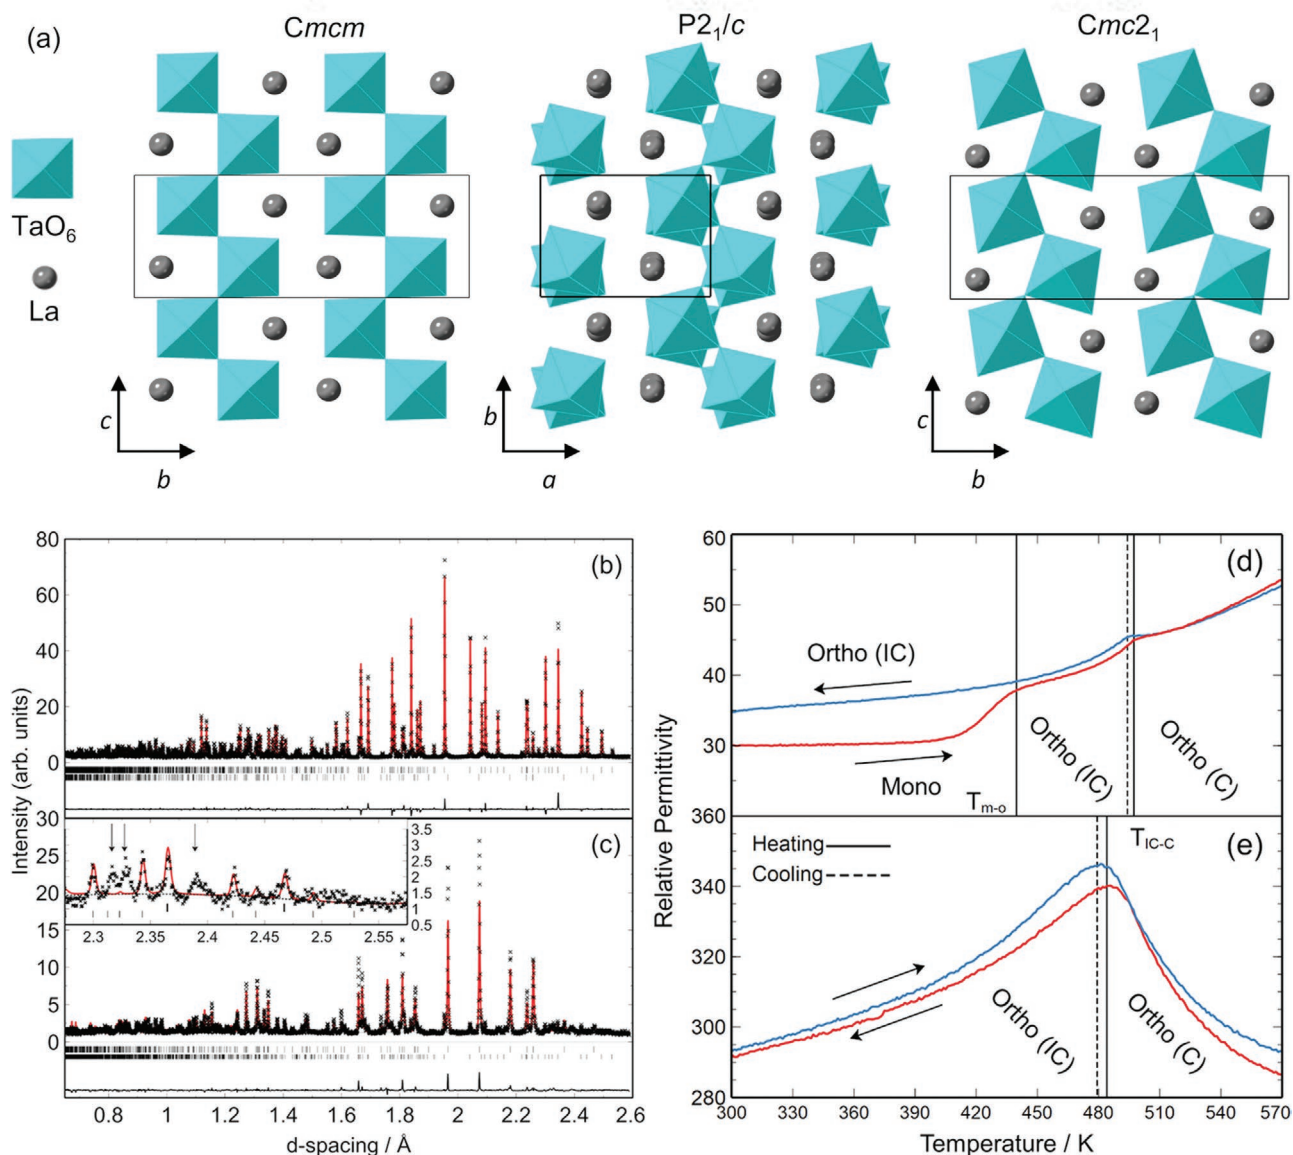 (a)
Cmcm
P2₁/c
Cmc2₁
TaO₆
La
c
b
b
a
c
b
Intensity (arb. units)
80
60
40
20
0
(b)
30
25
20
15
10
5
0
(c)
3.5
3
2.5
2
1.5
1
0.5
2.3
2.35
2.4
2.45
2.5
2.55
0.8
1
1.2
1.4
1.6
1.8
2
2.2
2.4
2.6
d-spacing / Å
Relative Permittivity
60
50
40
30
(d)
Ortho (IC)
Mono
Tm-o
Ortho (IC)
Ortho (C)
360
340
320
300
280
(e)
TIC-C
Heating
Cooling
Ortho (IC)
Ortho (C)
300
330
360
390
420
450
480
510
540
570
Temperature / K